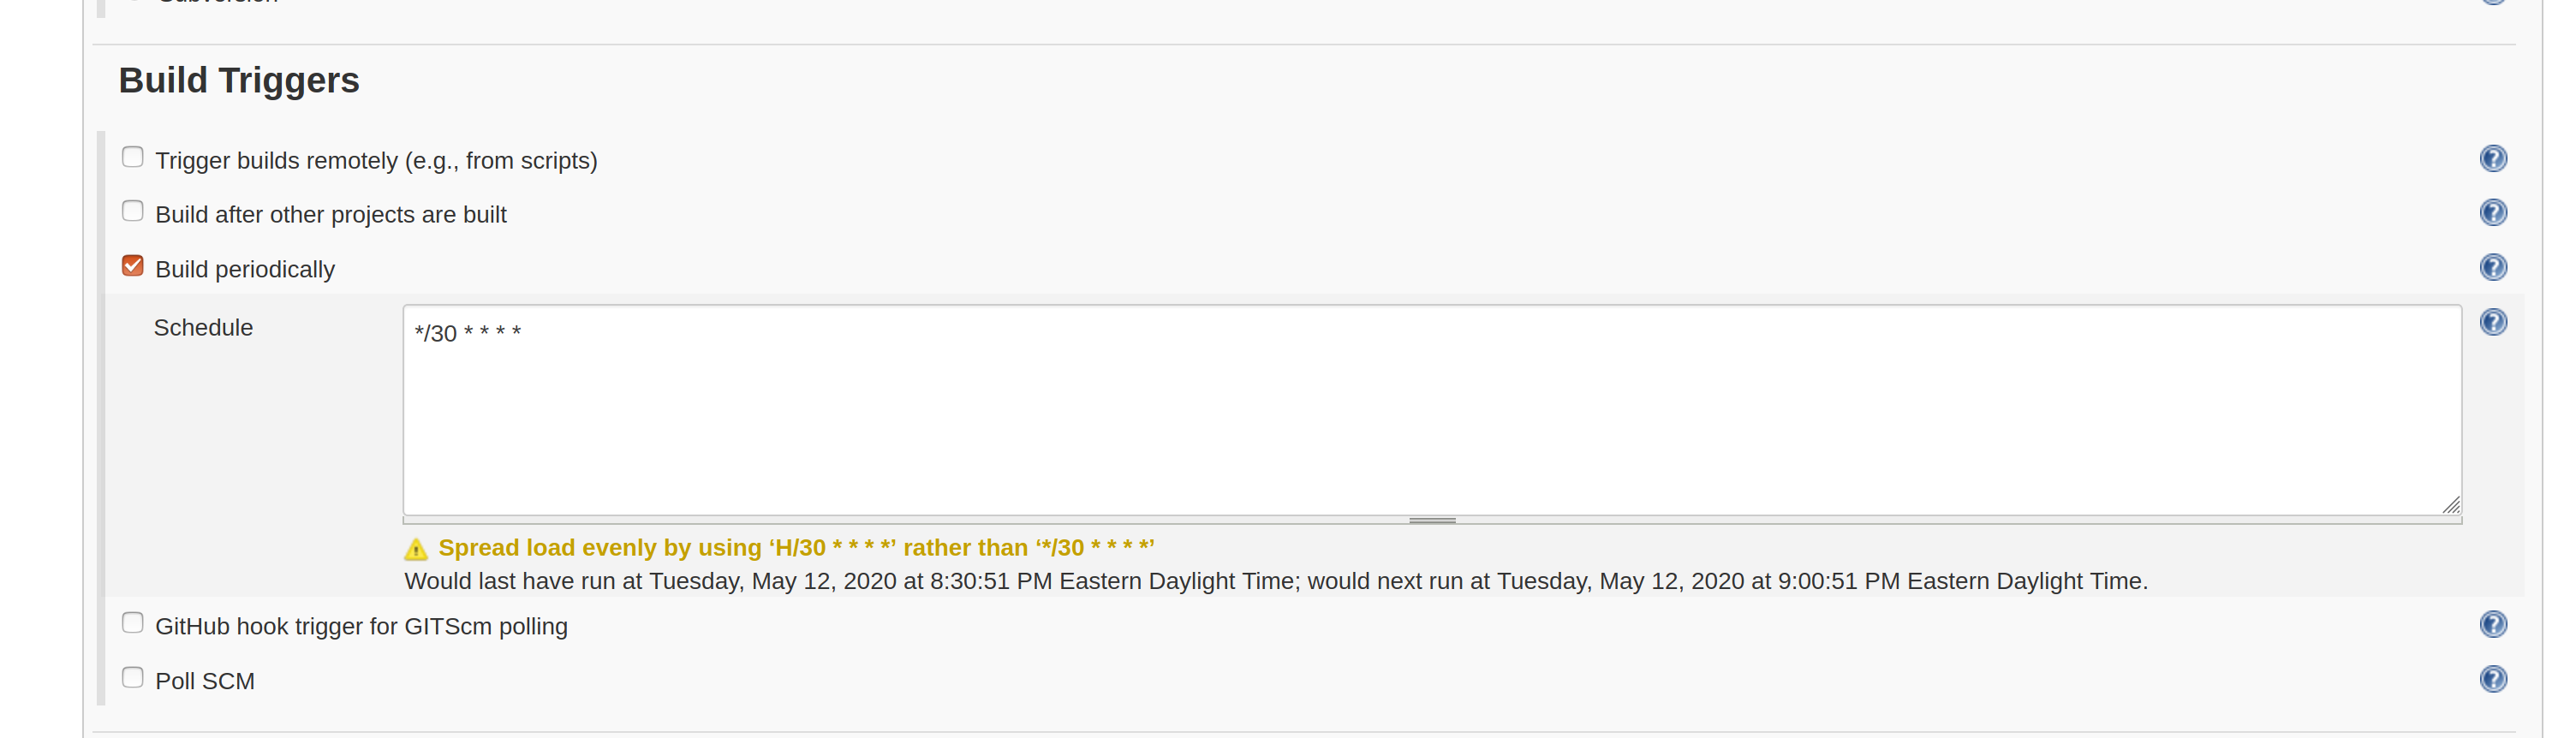 Build Triggers
Trigger builds remotely (e.g., from scripts)
Build after other projects are built
Build periodically
Schedule
*/30 * * * *
Spread load evenly by using ‘H/30 * * * *’ rather than ‘*/30 * * * *’
Would last have run at Tuesday, May 12, 2020 at 8:30:51 PM Eastern Daylight Time; would next run at Tuesday, May 12, 2020 at 9:00:51 PM Eastern Daylight Time.
GitHub hook trigger for GITScm polling
Poll SCM